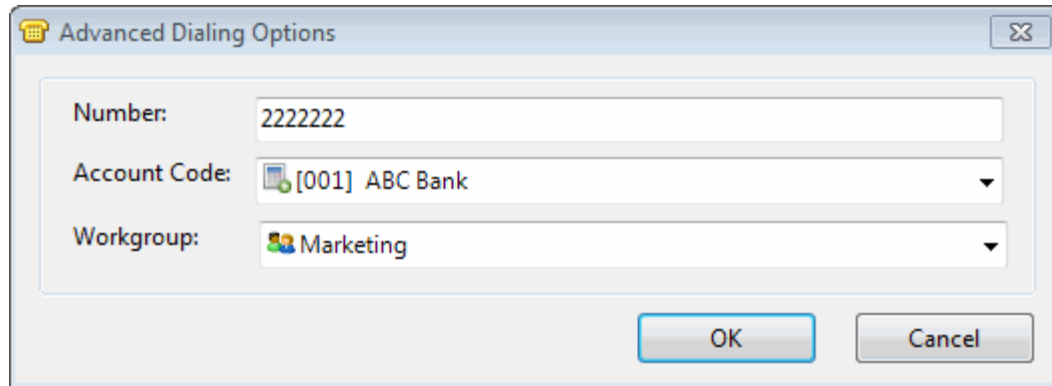 Advanced Dialing Options
Number: 2222222
Account Code: [001] ABC Bank
Workgroup: Marketing
OK Cancel